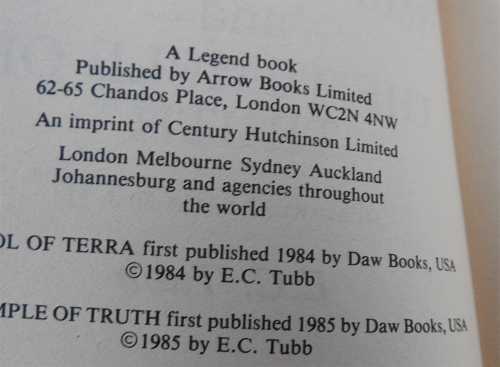 A Legend book
Published by Arrow Books Limited
62-65 Chandos Place, London WC2N 4NW
An imprint of Century Hutchinson Limited
London Melbourne Sydney Auckland
Johannesburg and agencies throughout
the world
OL OF TERRA first published 1984 by Daw Books, USA
©1984 by E.C. Tubb
MPLE OF TRUTH first published 1985 by Daw Books, USA
©1985 by E.C. Tubb